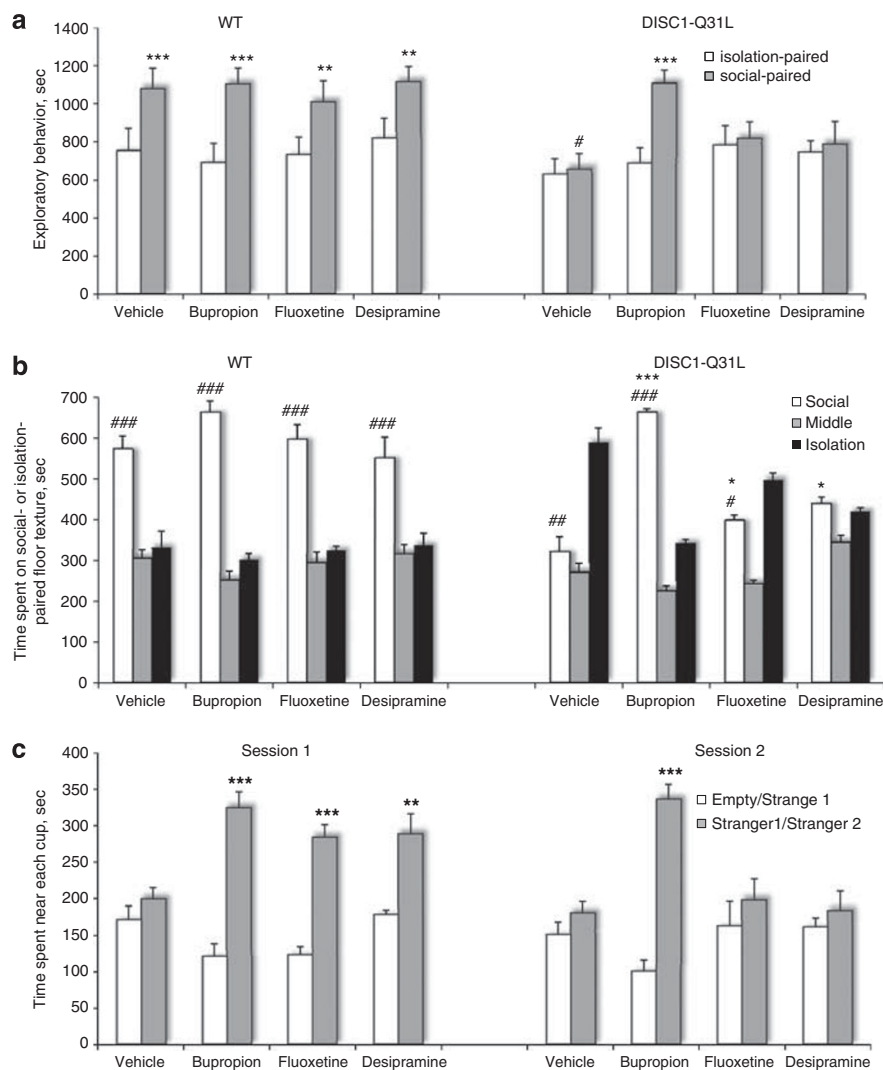 a
WT
DISC1-Q31L
isolation-paired
social-paired
Exploratory behavior, sec
1400
1200
1000
800
600
400
200
0
***
***
**
**
#
***
Vehicle
Bupropion
Fluoxetine
Desipramine
Vehicle
Bupropion
Fluoxetine
Desipramine
b
WT
DISC1-Q31L
Social
Middle
Isolation
Time spent on social- or isolation-
paired floor texture, sec
700
600
500
400
300
200
100
0
###
###
###
###
##
***
###
*
#
*
Vehicle
Bupropion
Fluoxetine
Desipramine
Vehicle
Bupropion
Fluoxetine
Desipramine
c
Session 1
Session 2
Empty/Strange 1
Stranger1/Stranger 2
Time spent near each cup, sec
400
350
300
250
200
150
100
50
0
***
***
**
***
Vehicle
Bupropion
Fluoxetine
Desipramine
Vehicle
Bupropion
Fluoxetine
Desipramine